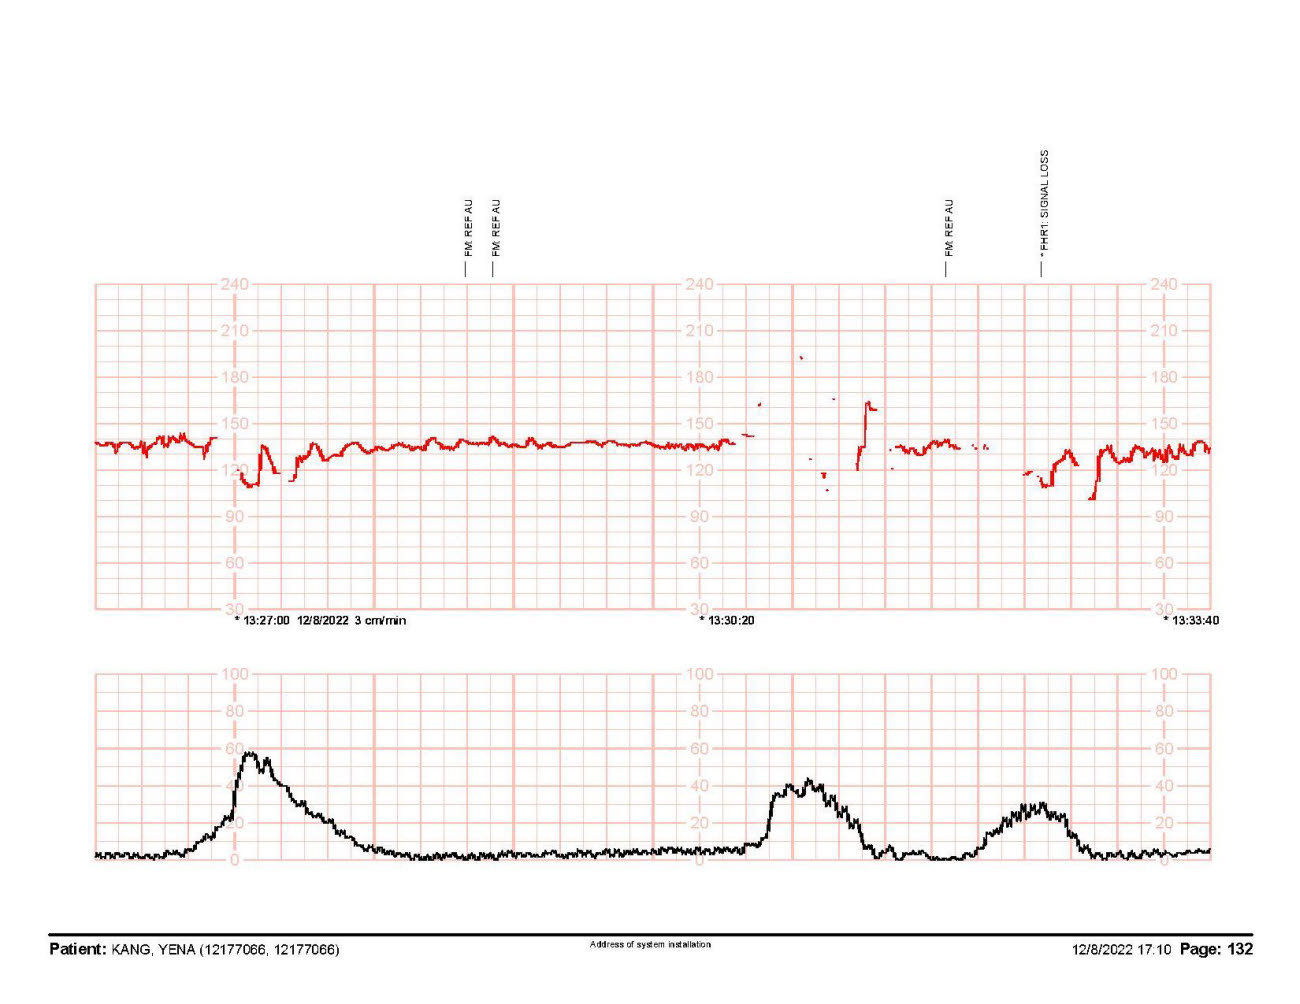 FM: REF AU
FM: REF AU
FM: REF AU
* FHR1: SIGNAL LOSS
240 240 240
210 210 210
180 180 180
150 150 150
120 120 120
90 90 90
60 60 60
30 30 30
* 13:27:00 12/8/2022 3 cm/min * 13:30:20 * 13:33:40
100 100 100
80 80 80
60 60 60
40 40 40
20 20 20
0 0 0
Patient: KANG, YENA (12177066, 12177066) Address of system installation 12/8/2022 17:10 Page: 132